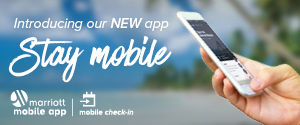 Introducing our NEW app
Stay mobile
marriott
mobile app
mobile check-in